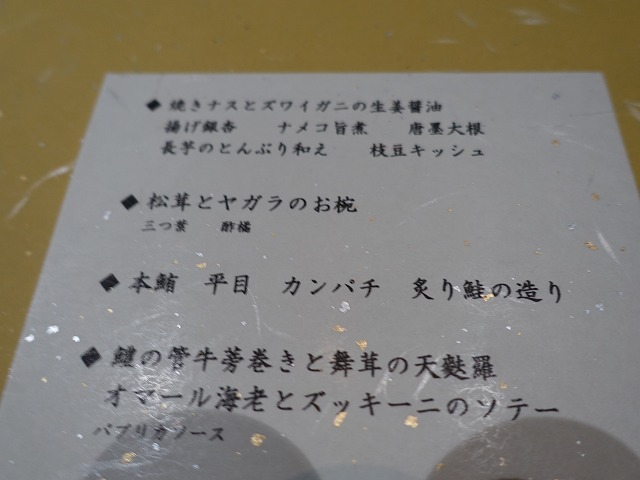 ◆ 焼きナスとズワイガニの生姜醤油
揚げ銀杏 ナメコ旨煮 唐墨大根
長芋のとんぶり和え 枝豆キッシュ
◆ 松茸とヤガラのお椀
三つ葉 酢橘
◆ 本鮪 平目 カンパチ 炙り鮭の造り
◆ 鱧の管牛蒡巻きと舞茸の天麩羅
オマール海老とズッキーニのソテー
パプリカソース